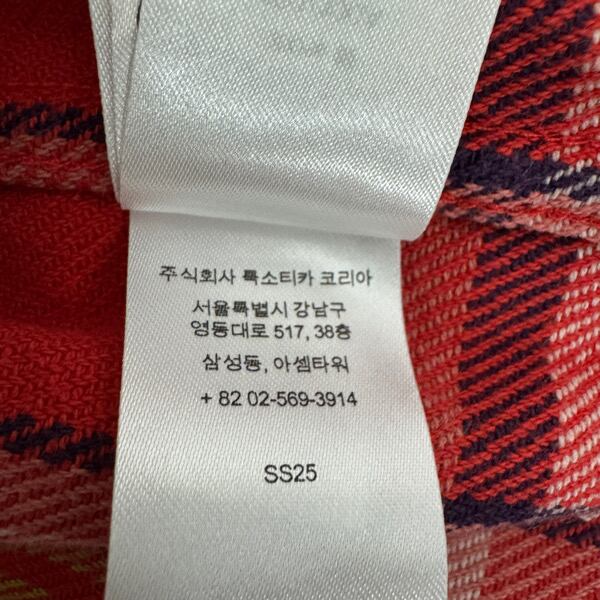 주식회사 특소티카 코리아
서울특별시 강남구
영동대로 517, 38층
삼성동, 아셈타워
+ 82 02-569-3914
SS25